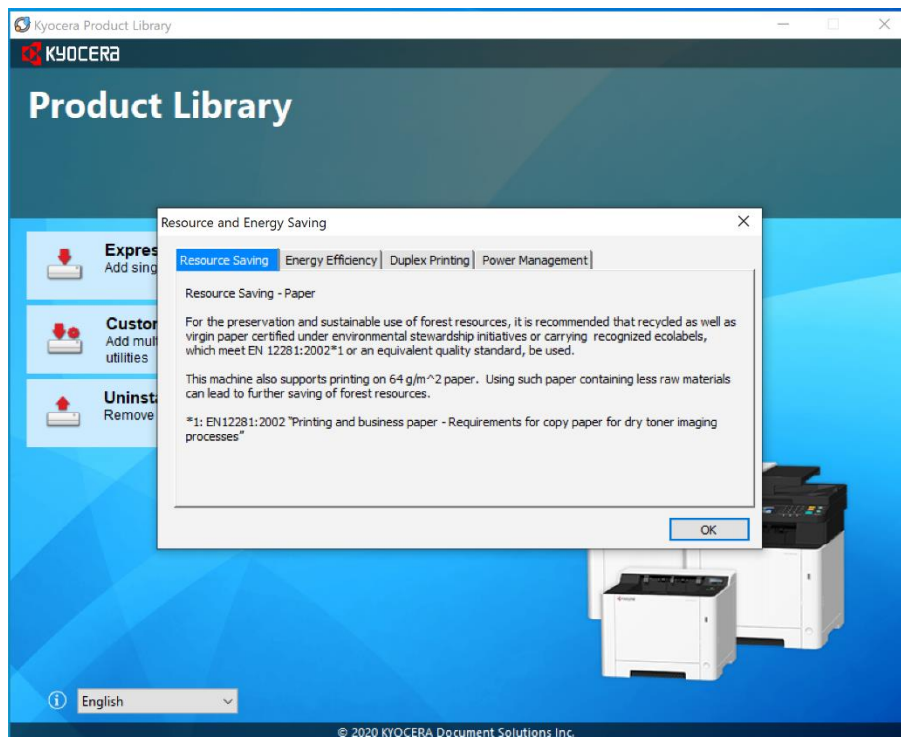 Kyocera Product Library
KYOCERA
Product Library
Resource and Energy Saving
Express
Add sing
Resource Saving
Energy Efficiency
Duplex Printing
Power Management
Resource Saving - Paper
For the preservation and sustainable use of forest resources, it is recommended that recycled as well as
virgin paper certified under environmental stewardship initiatives or carrying recognized ecolabels,
which meet EN 12281:2002*1 or an equivalent quality standard, be used.
This machine also supports printing on 64 g/m^2 paper. Using such paper containing less raw materials
can lead to further saving of forest resources.
*1: EN12281:2002 "Printing and business paper - Requirements for copy paper for dry toner imaging
processes"
Custom
Add mult
utilities
Uninsta
Remove
OK
English
© 2020 KYOCERA Document Solutions Inc.